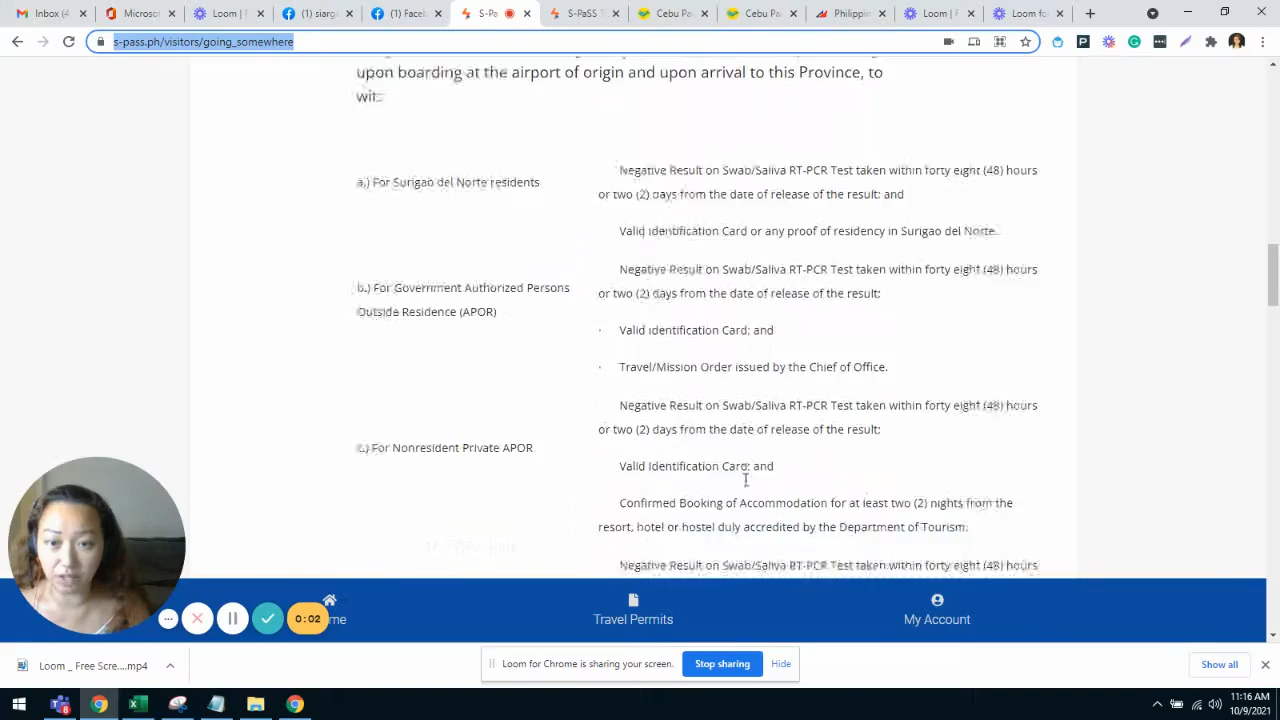 Inbox (4
Microso
Loom | F
(2) siarg
(1) Faceb
S-Pa
S-PaSS T
Cebu Pa
Cebu Pa
Philippin
Loom | R
Loom fo
s-pass.ph/visitors/going_somewhere
upon boarding at the airport of origin and upon arrival to this Province, to
wit:
a.) For Surigao del Norte residents
Negative Result on Swab/Saliva RT-PCR Test taken within forty eight (48) hours
or two (2) days from the date of release of the result; and
Valid Identification Card or any proof of residency in Surigao del Norte.
b.) For Government Authorized Persons
Outside Residence (APOR)
Negative Result on Swab/Saliva RT-PCR Test taken within forty eight (48) hours
or two (2) days from the date of release of the result;
· Valid Identification Card; and
· Travel/Mission Order issued by the Chief of Office.
c.) For Nonresident Private APOR
Negative Result on Swab/Saliva RT-PCR Test taken within forty eight (48) hours
or two (2) days from the date of release of the result;
Valid Identification Card; and
Confirmed Booking of Accommodation for at least two (2) nights from the
resort, hotel or hostel duly accredited by the Department of Tourism.
Negative Result on Swab/Saliva RT-PCR Test taken within forty eight (48) hours
0:02
me
Travel Permits
My Account
Loom _ Free Scre....mp4
Loom for Chrome is sharing your screen.
Stop sharing
Hide
Show all
11:16 AM
10/9/2021